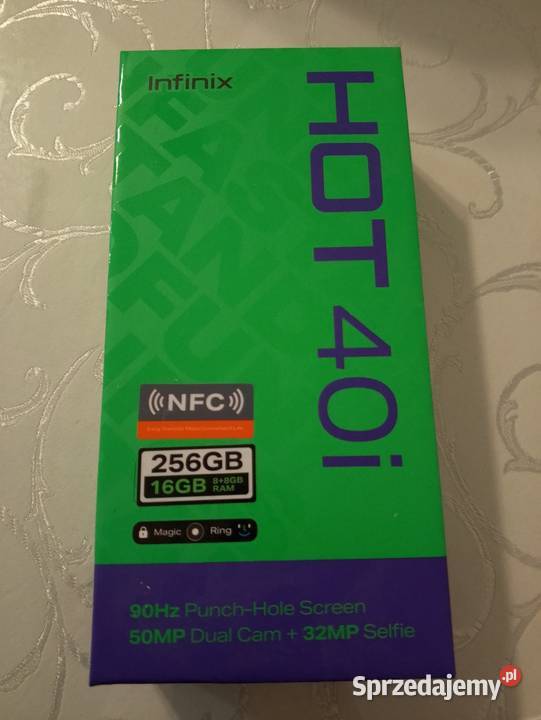 Infinix
HOT 40i
((NFC))
256GB
16GB 8+8GB RAM
Magic Ring
90Hz Punch-Hole Screen
50MP Dual Cam + 32MP Selfie
Sprzedajemy.pl